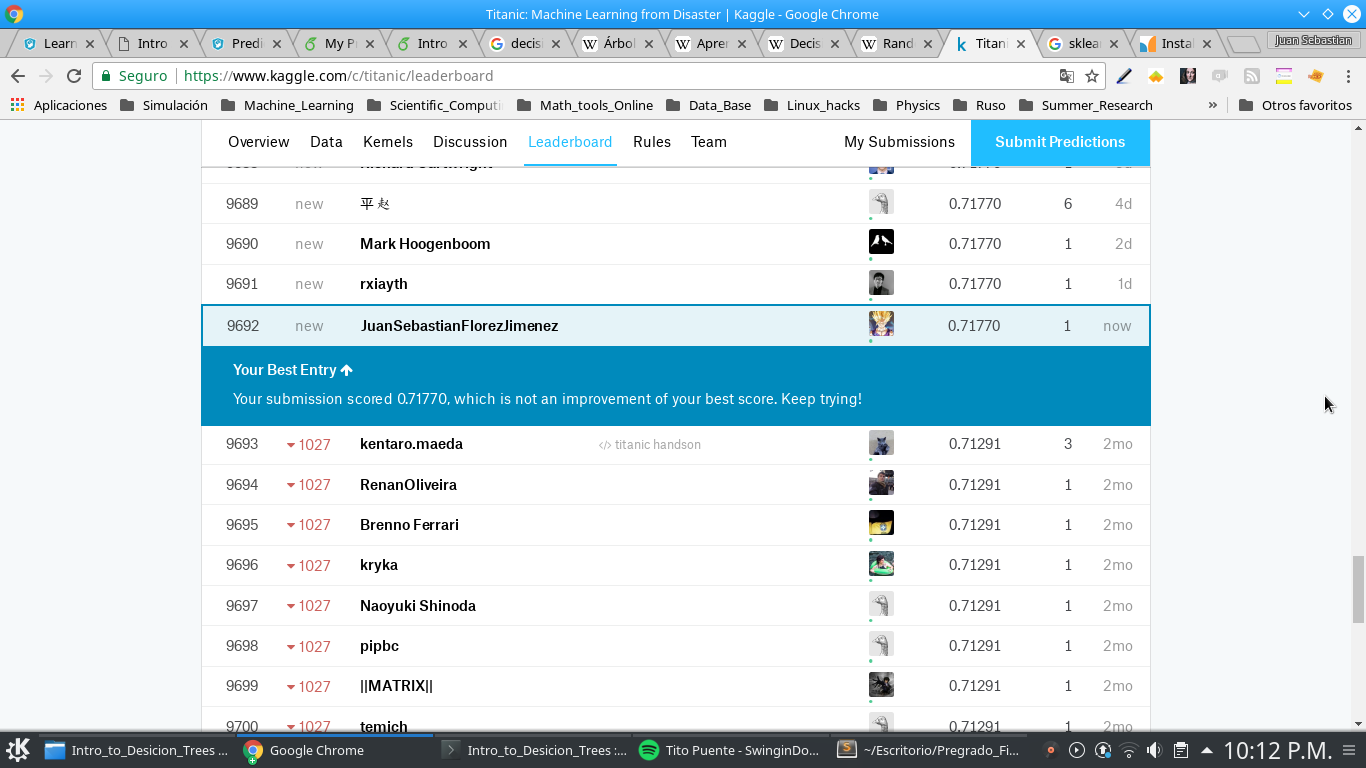 Titanic: Machine Learning from Disaster | Kaggle - Google Chrome
Learn
Intro
Predi
My P
Intro
decis
Árbol
Apren
Decis
Rand
Titani
sklea
Instal
Juan Sebastian
Seguro
https://www.kaggle.com/c/titanic/leaderboard
Aplicaciones Simulación Machine_Learning Scientific_Computi Math_tools_Online Data_Base Linux_hacks Physics Ruso Summer_Research » Otros favoritos
Overview Data Kernels Discussion Leaderboard Rules Team My Submissions Submit Predictions
9689 new 平 赵 0.71770 6 4d
9690 new Mark Hoogenboom 0.71770 1 2d
9691 new rxiayth 0.71770 1 1d
9692 new JuanSebastianFlorezJimenez 0.71770 1 now
Your Best Entry
Your submission scored 0.71770, which is not an improvement of your best score. Keep trying!
9693 1027 kentaro.maeda </> titanic handson 0.71291 3 2mo
9694 1027 RenanOliveira 0.71291 1 2mo
9695 1027 Brenno Ferrari 0.71291 1 2mo
9696 1027 kryka 0.71291 1 2mo
9697 1027 Naoyuki Shinoda 0.71291 1 2mo
9698 1027 pipbc 0.71291 1 2mo
9699 1027 ||MATRIX|| 0.71291 1 2mo
9700 1027 temich 0.71291 1 2mo
Intro_to_Desicion_Trees ...
Google Chrome
Intro_to_Desicion_Trees :...
Tito Puente - SwinginDo...
~/Escritorio/Pregrado_Fi...
10:12 P.M.